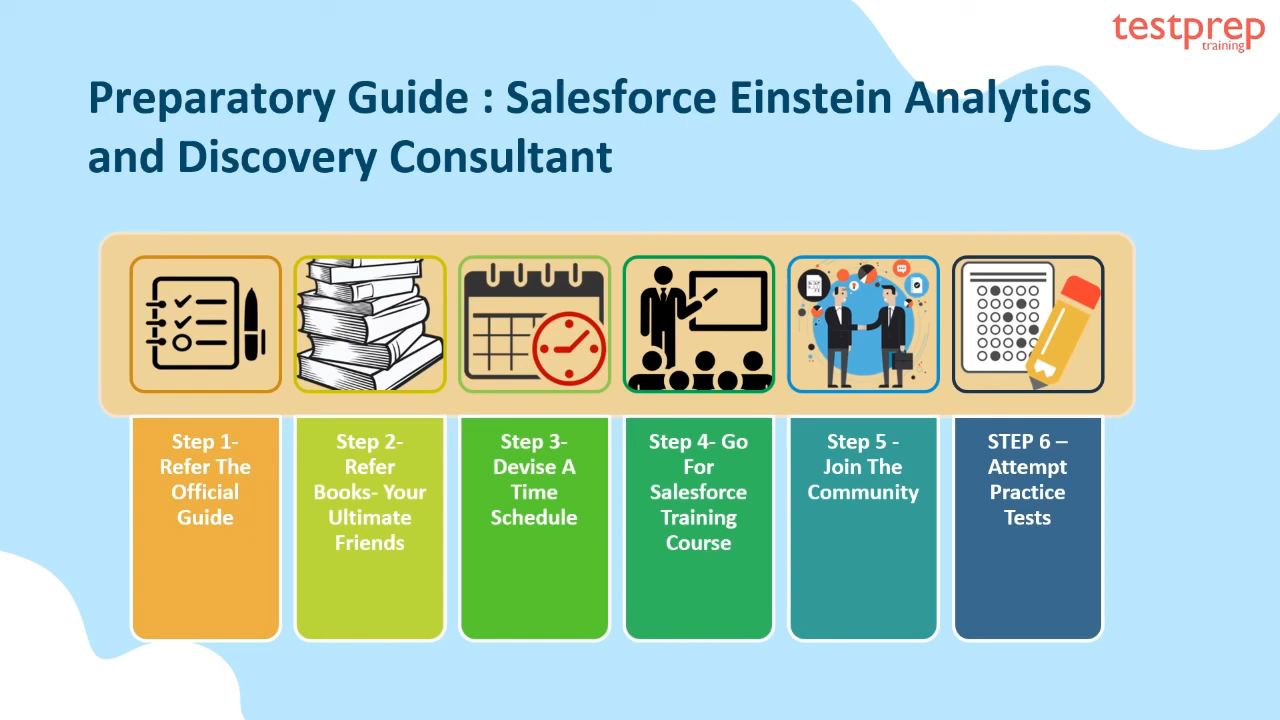 testprep
training
Preparatory Guide : Salesforce Einstein Analytics
and Discovery Consultant
Step 1-
Refer The
Official
Guide
Step 2-
Refer
Books- Your
Ultimate
Friends
Step 3-
Devise A
Time
Schedule
Step 4- Go
For
Salesforce
Training
Course
Step 5 -
Join The
Community
STEP 6 –
Attempt
Practice
Tests